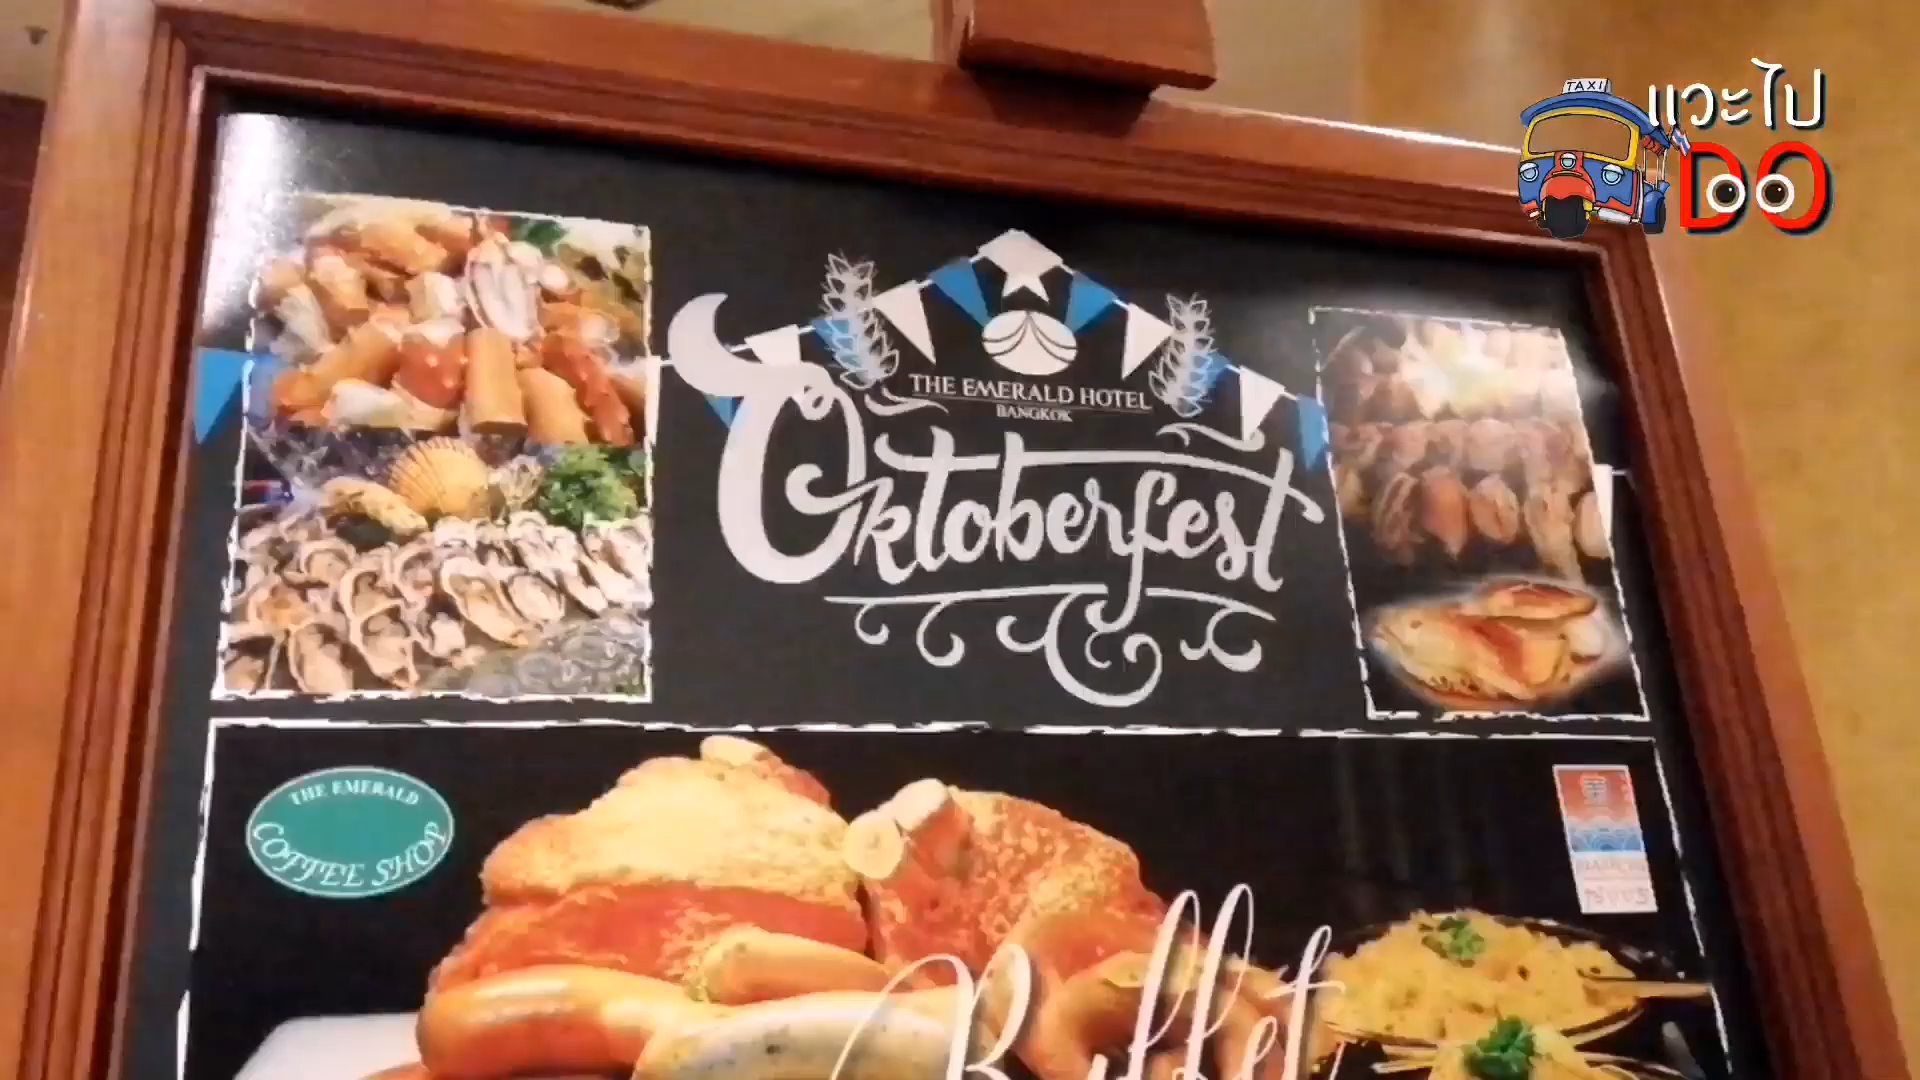 TAXI
แวะไป
DO
THE EMERALD HOTEL
BANGKOK
Oktoberfest
THE EMERALD
COFFEE SHOP
Buffet